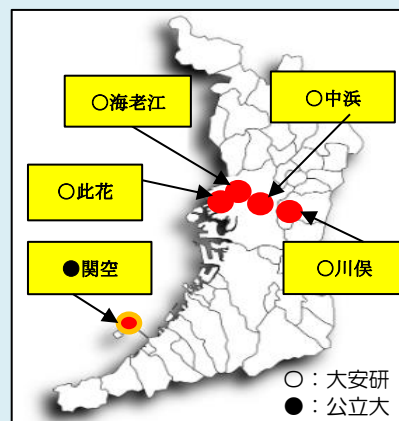 ○海老江
○中浜
○此花
●関空
○川俣
○：大安研
●：公立大